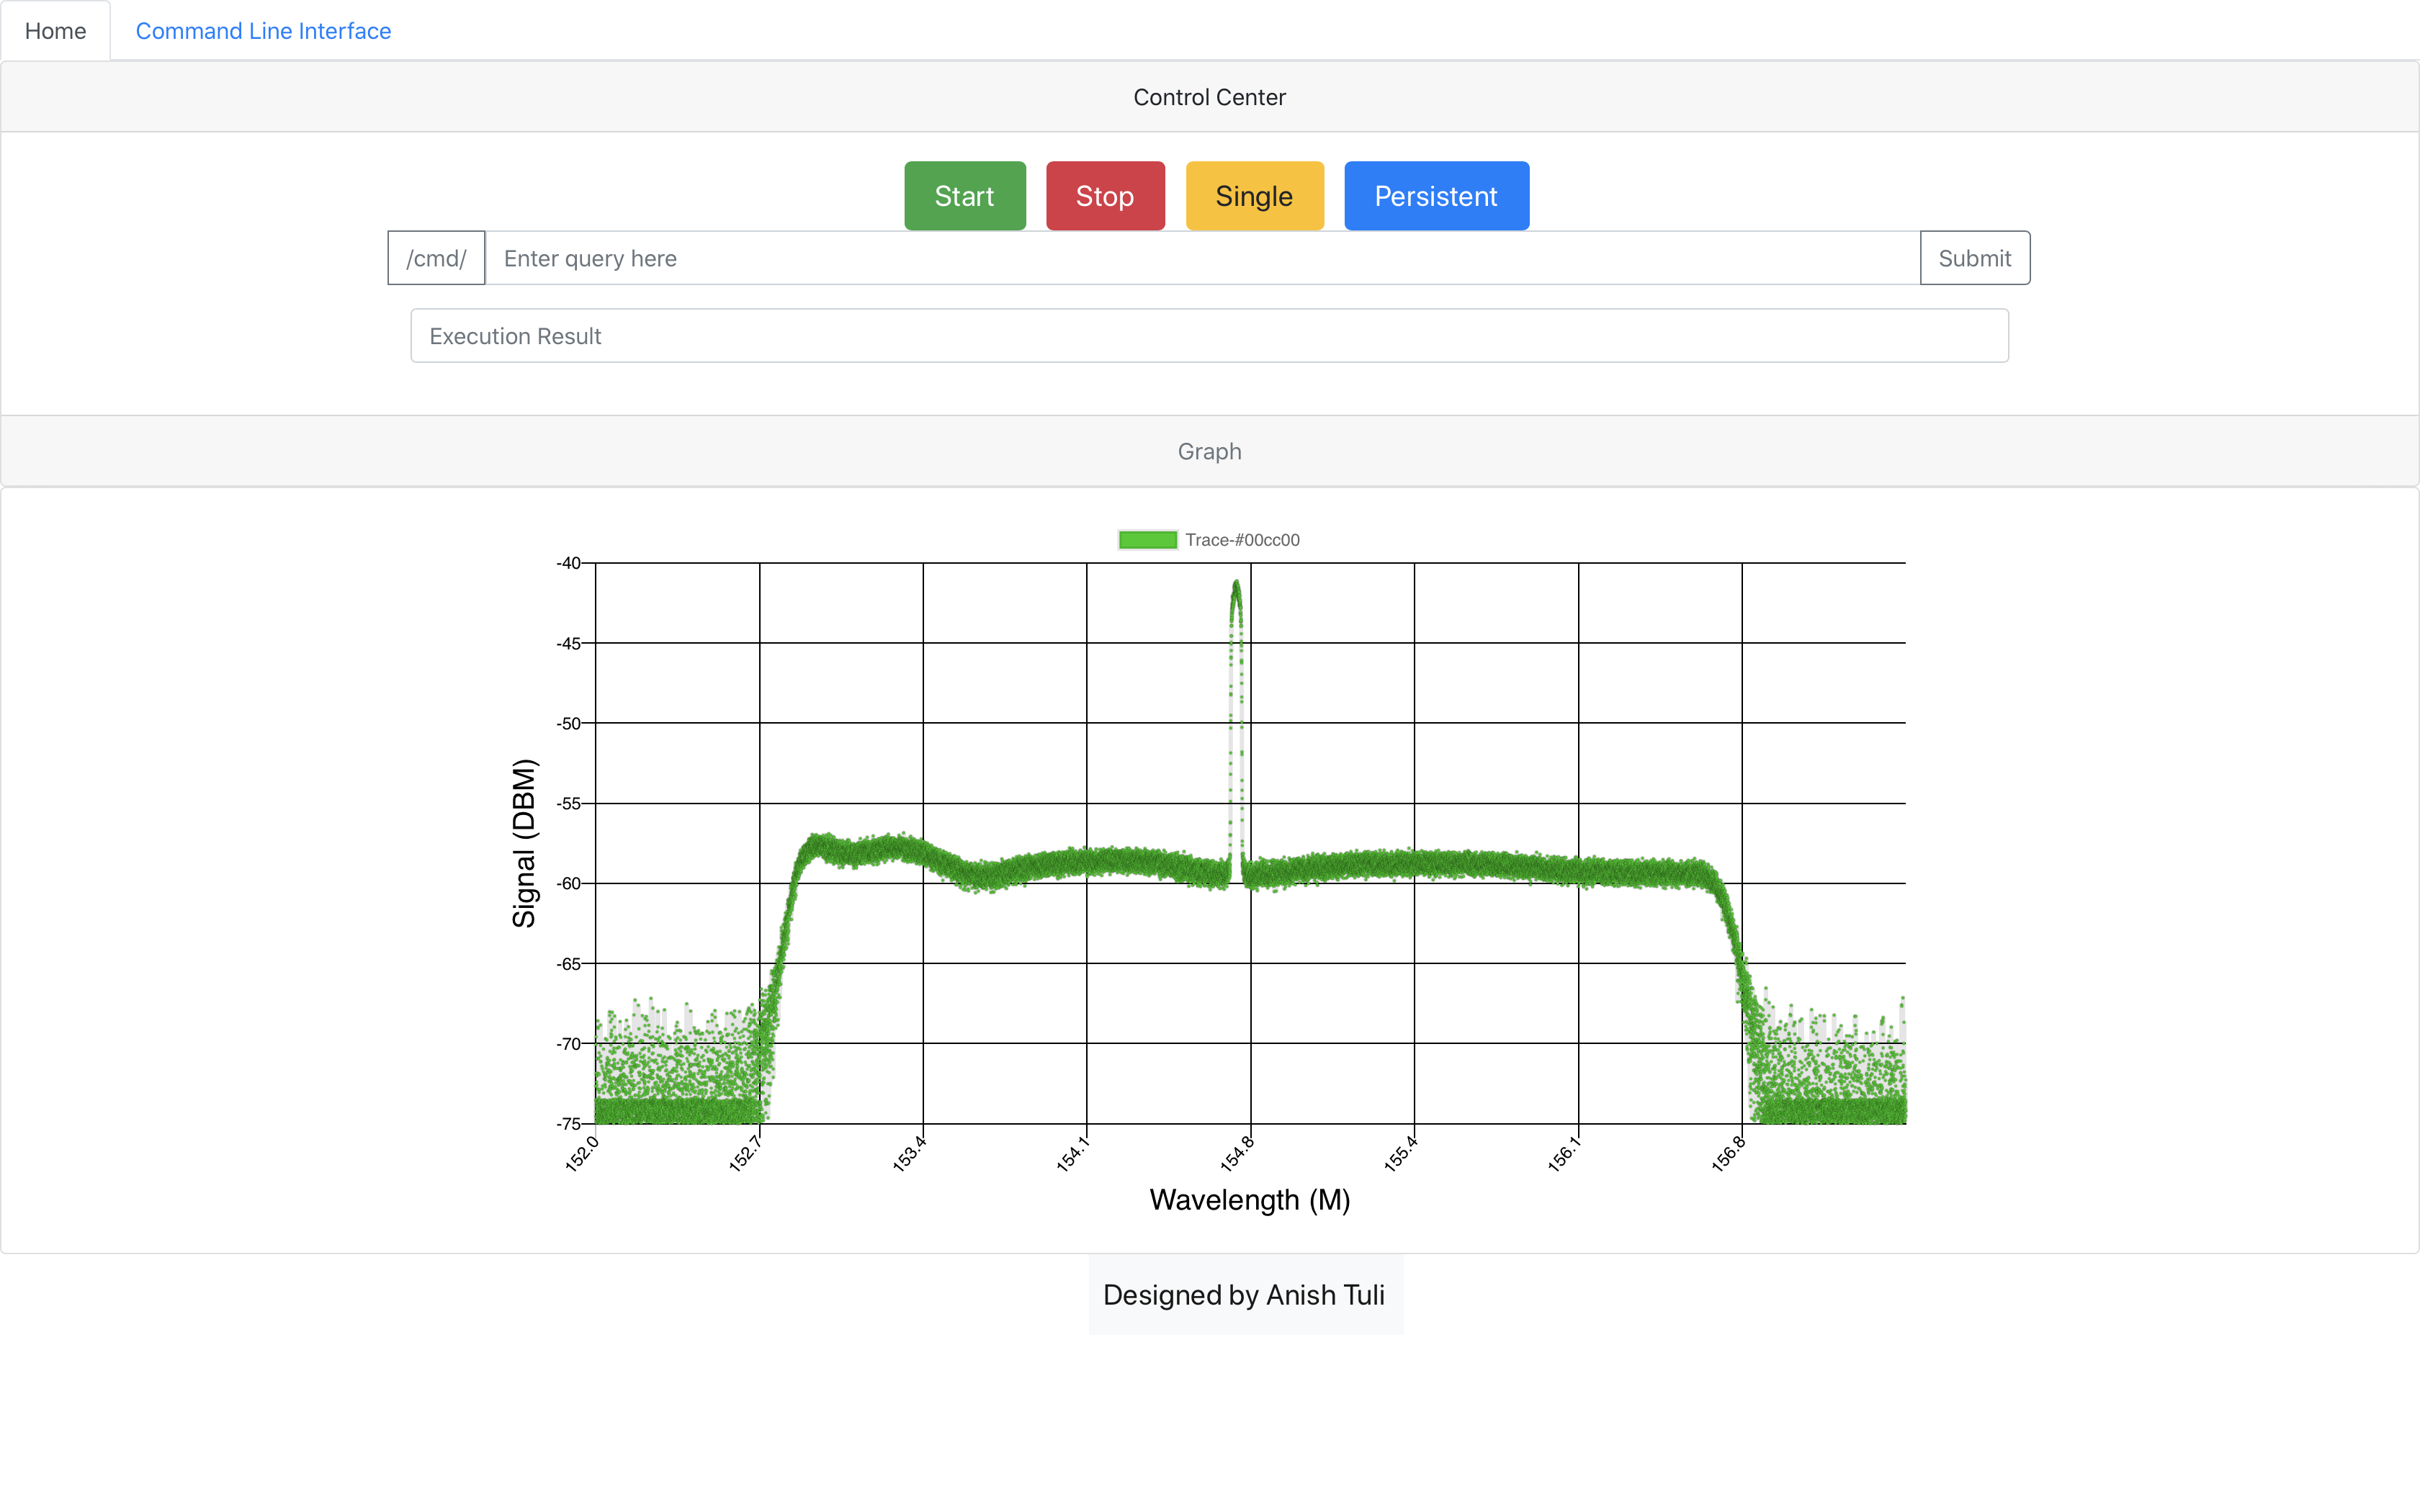 Home Command Line Interface
Control Center
Start Stop Single Persistent
/cmd/ Enter query here Submit
Execution Result
Graph
Trace-#00cc00
-40
-45
-50
-55
-60
-65
-70
-75
Signal (DBM)
152.0 152.7 153.4 154.1 154.8 155.4 156.1 156.8
Wavelength (M)
Designed by Anish Tuli